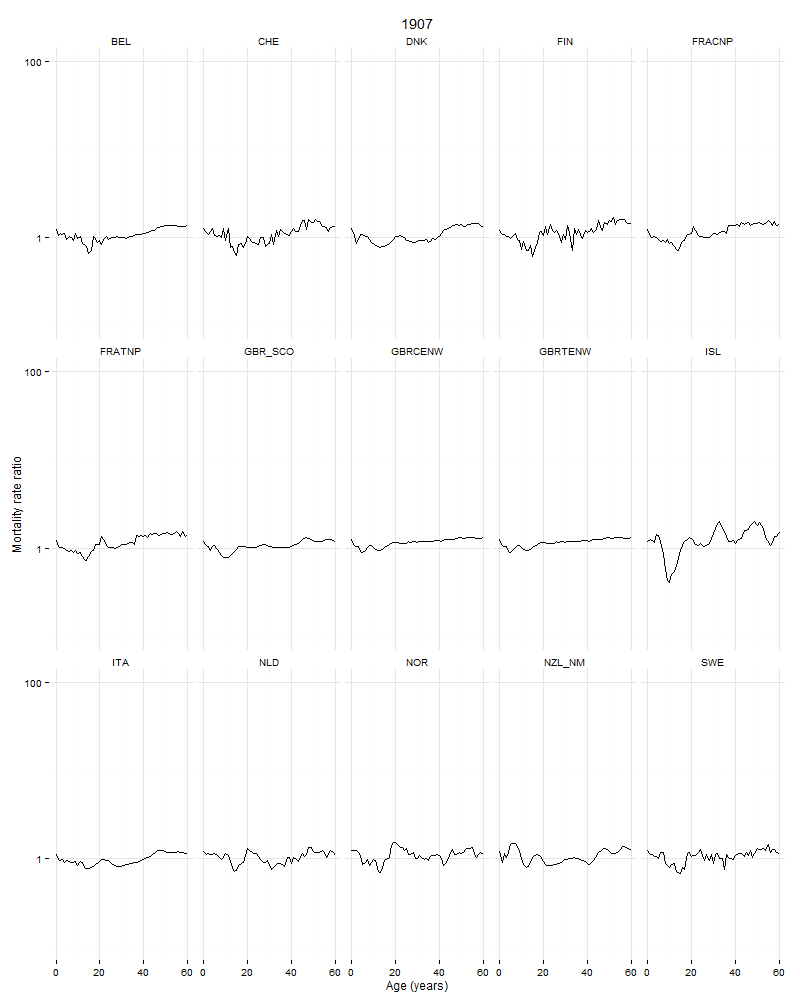 1907
BEL CHE DNK FIN FRACNP
100
1
FRATNP GBR_SCO GBRCENW GBRTENW ISL
100
1
Mortality rate ratio
ITA NLD NOR NZL_NM SWE
100
1
0 20 40 60 0 20 40 60 0 20 40 60 0 20 40 60 0 20 40 60
Age (years)